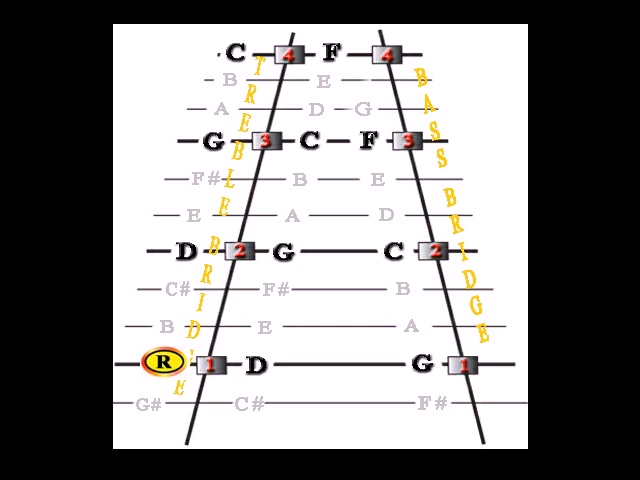 C 4 F 4
B E
A D G
G 3 C F 3
F# B E
E A D
D 2 G C 2
C# F# B
B E A
R 1 D G 1
G# C# F#
TREBLE BRIDGE
BASS BRIDGE